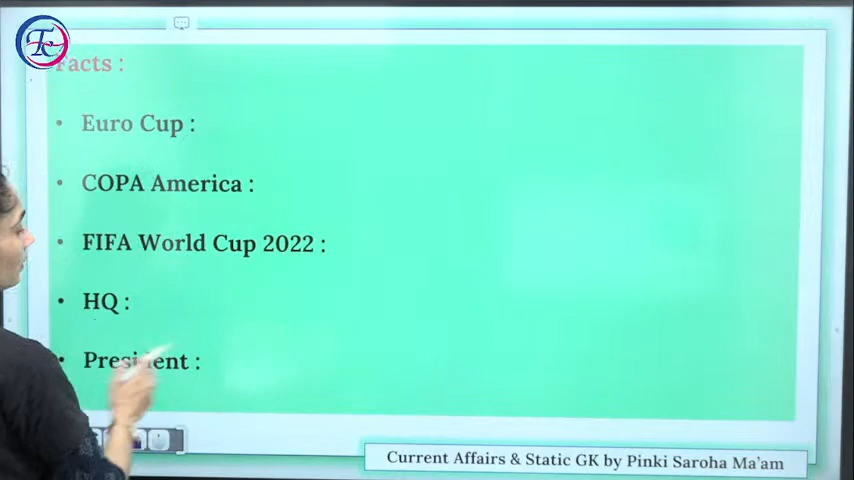 Facts :
• Euro Cup :
• COPA America :
• FIFA World Cup 2022 :
• HQ :
• President :
Current Affairs & Static GK by Pinki Saroha Ma'am